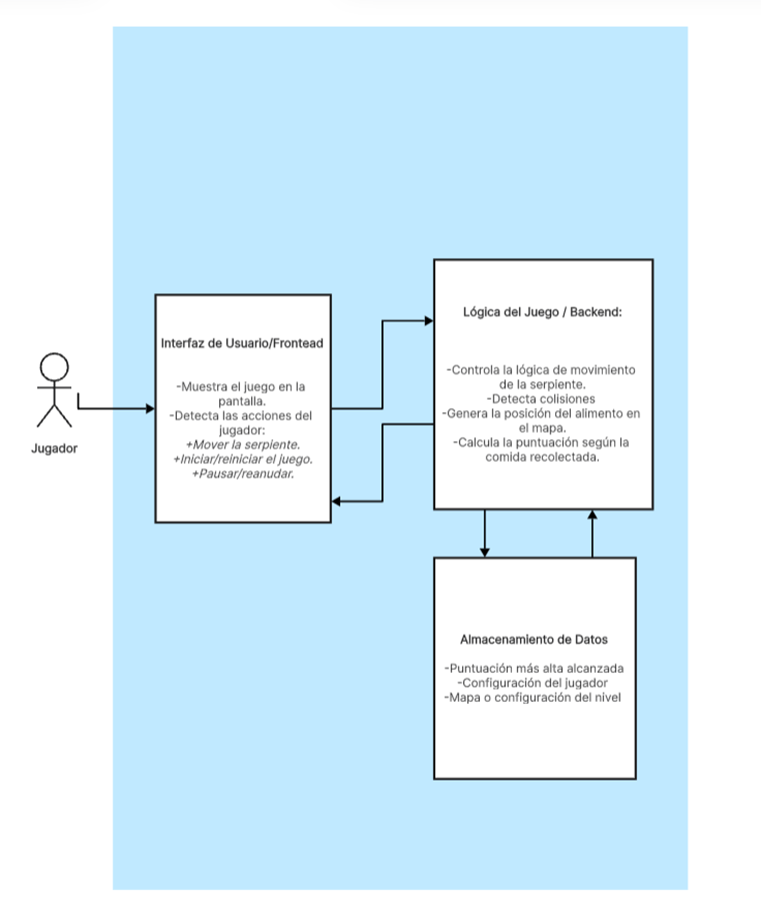 Jugador
Interfaz de Usuario/Frontead
-Muestra el juego en la
pantalla.
-Detecta las acciones del
jugador:
+Mover la serpiente.
+Iniciar/reiniciar el juego.
+Pausar/reanudar.
Lógica del Juego / Backend:
-Controla la lógica de movimiento
de la serpiente.
-Detecta colisiones
-Genera la posición del alimento en
el mapa.
-Calcula la puntuación según la
comida recolectada.
Almacenamiento de Datos
-Puntuación más alta alcanzada
-Configuración del jugador
-Mapa o configuración del nivel